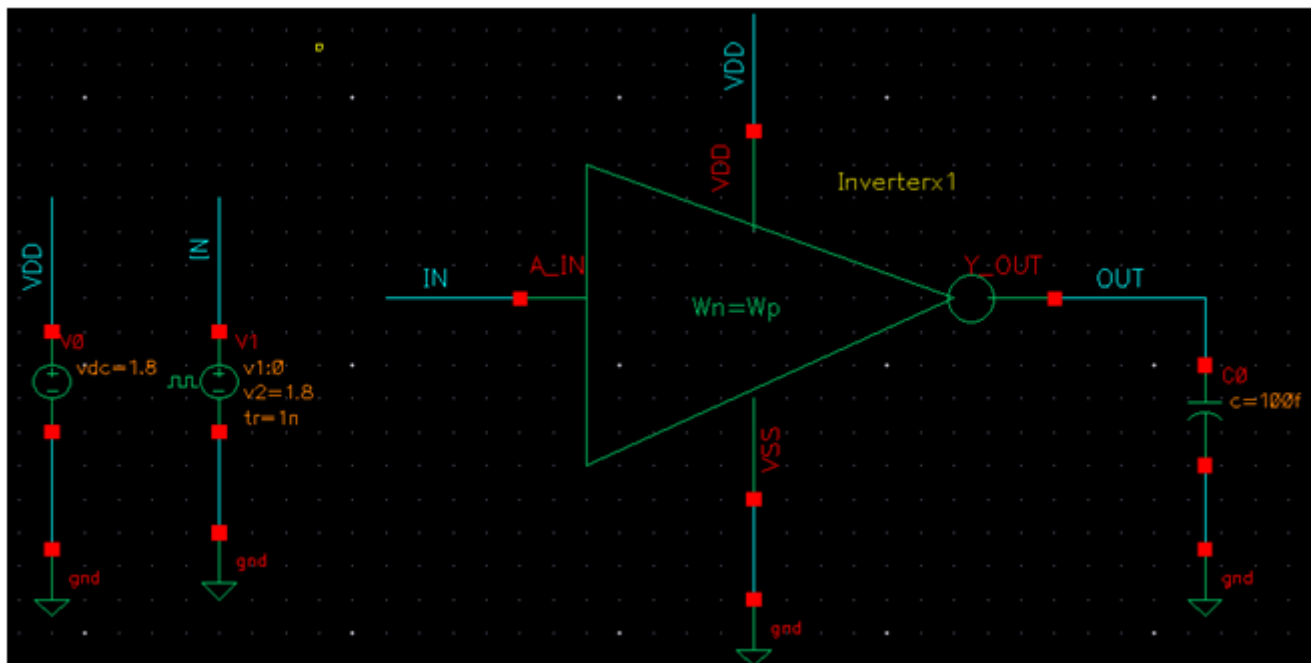 VDD
VDD
Inverterx1
VDD
IN
IN
A_IN
Y_OUT
OUT
Wn=Wp
V0
vdc=1.8
V1
v1:0
v2=1.8
tr=1n
C0
c=100f
VSS
gnd
gnd
gnd
gnd